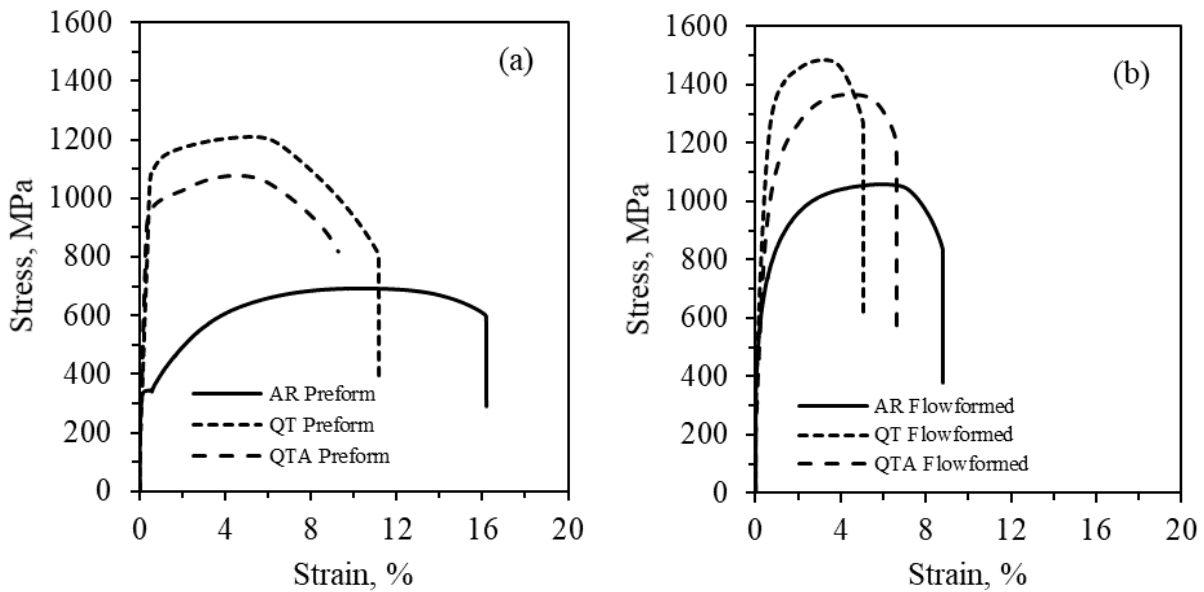 1600
1400
1200
1000
800
600
400
200
0
Stress, MPa
(a)
AR Preform
QT Preform
QTA Preform
0 4 8 12 16 20
Strain, %
1600
1400
1200
1000
800
600
400
200
0
Stress, MPa
(b)
AR Flowformed
QT Flowformed
QTA Flowformed
0 4 8 12 16 20
Strain, %